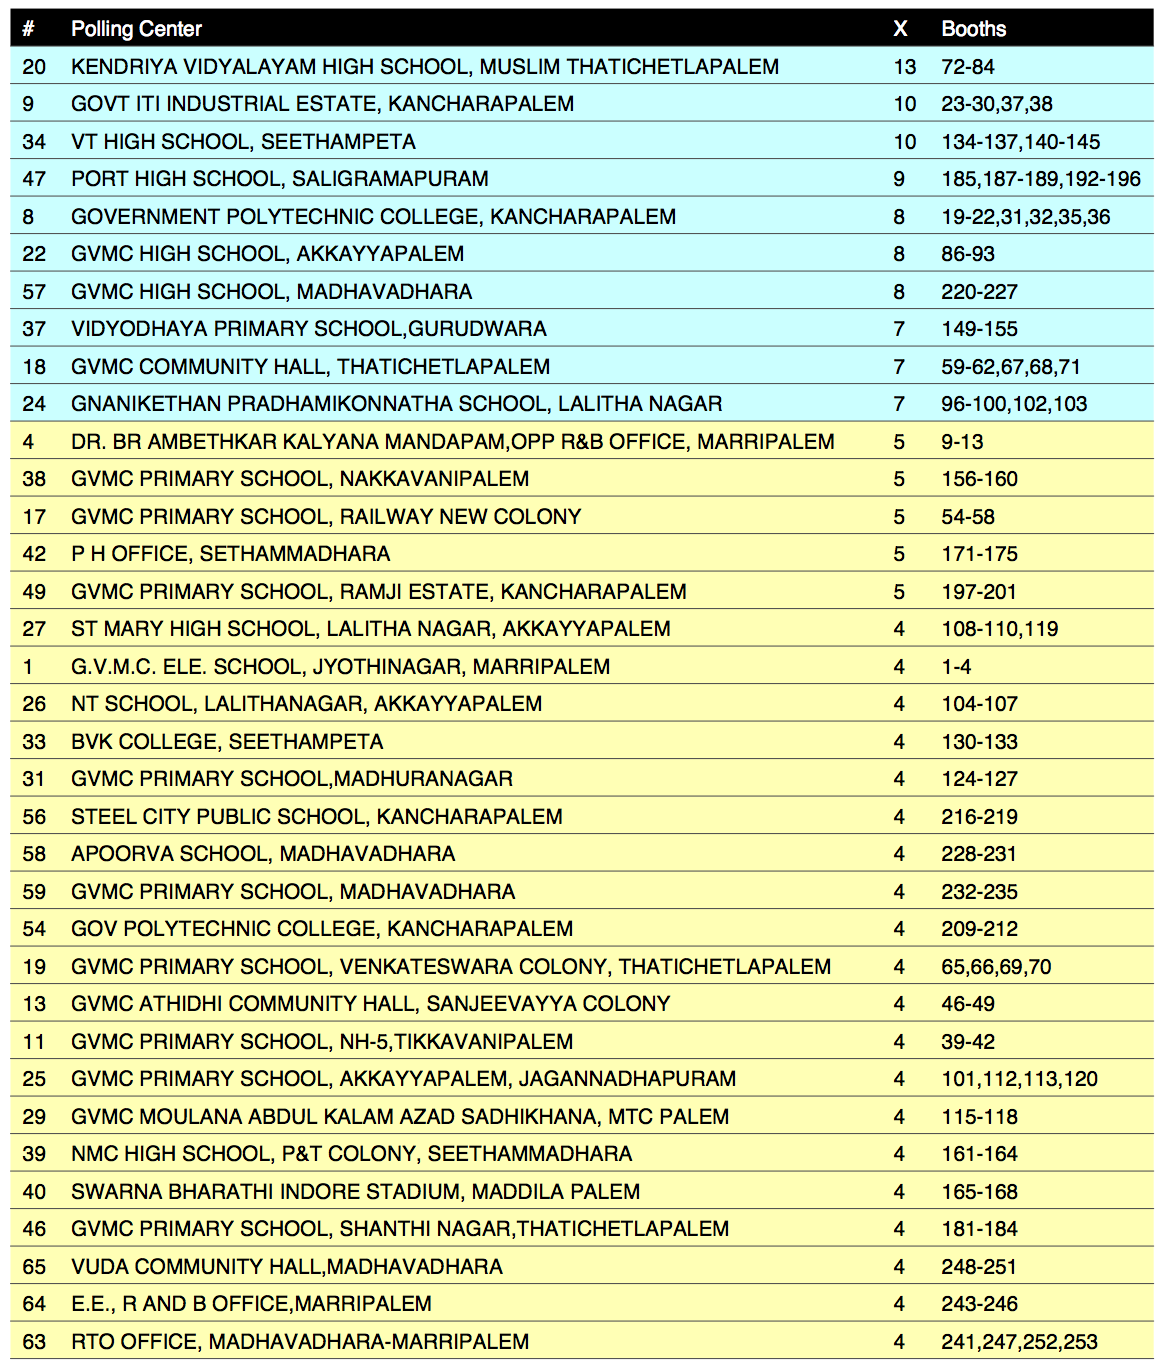 # Polling Center X Booths
20 KENDRIYA VIDYALAYAM HIGH SCHOOL, MUSLIM THATICHETLAPALEM 13 72-84
9 GOVT ITI INDUSTRIAL ESTATE, KANCHARAPALEM 10 23-30,37,38
34 VT HIGH SCHOOL, SEETHAMPETA 10 134-137,140-145
47 PORT HIGH SCHOOL, SALIGRAMAPURAM 9 185,187-189,192-196
8 GOVERNMENT POLYTECHNIC COLLEGE, KANCHARAPALEM 8 19-22,31,32,35,36
22 GVMC HIGH SCHOOL, AKKAYYAPALEM 8 86-93
57 GVMC HIGH SCHOOL, MADHAVADHARA 8 220-227
37 VIDYODHAYA PRIMARY SCHOOL,GURUDWARA 7 149-155
18 GVMC COMMUNITY HALL, THATICHETLAPALEM 7 59-62,67,68,71
24 GNANIKETHAN PRADHAMIKONNATHA SCHOOL, LALITHA NAGAR 7 96-100,102,103
4 DR. BR AMBETHKAR KALYANA MANDAPAM,OPP R&B OFFICE, MARRIPALEM 5 9-13
38 GVMC PRIMARY SCHOOL, NAKKAVANIPALEM 5 156-160
17 GVMC PRIMARY SCHOOL, RAILWAY NEW COLONY 5 54-58
42 P H OFFICE, SETHAMMADHARA 5 171-175
49 GVMC PRIMARY SCHOOL, RAMJI ESTATE, KANCHARAPALEM 5 197-201
27 ST MARY HIGH SCHOOL, LALITHA NAGAR, AKKAYYAPALEM 4 108-110,119
1 G.V.M.C. ELE. SCHOOL, JYOTHINAGAR, MARRIPALEM 4 1-4
26 NT SCHOOL, LALITHANAGAR, AKKAYYAPALEM 4 104-107
33 BVK COLLEGE, SEETHAMPETA 4 130-133
31 GVMC PRIMARY SCHOOL,MADHURANAGAR 4 124-127
56 STEEL CITY PUBLIC SCHOOL, KANCHARAPALEM 4 216-219
58 APOORVA SCHOOL, MADHAVADHARA 4 228-231
59 GVMC PRIMARY SCHOOL, MADHAVADHARA 4 232-235
54 GOV POLYTECHNIC COLLEGE, KANCHARAPALEM 4 209-212
19 GVMC PRIMARY SCHOOL, VENKATESWARA COLONY, THATICHETLAPALEM 4 65,66,69,70
13 GVMC ATHIDHI COMMUNITY HALL, SANJEEVAYYA COLONY 4 46-49
11 GVMC PRIMARY SCHOOL, NH-5,TIKKAVANIPALEM 4 39-42
25 GVMC PRIMARY SCHOOL, AKKAYYAPALEM, JAGANNADHAPURAM 4 101,112,113,120
29 GVMC MOULANA ABDUL KALAM AZAD SADHIKHANA, MTC PALEM 4 115-118
39 NMC HIGH SCHOOL, P&T COLONY, SEETHAMMADHARA 4 161-164
40 SWARNA BHARATHI INDORE STADIUM, MADDILA PALEM 4 165-168
46 GVMC PRIMARY SCHOOL, SHANTHI NAGAR,THATICHETLAPALEM 4 181-184
65 VUDA COMMUNITY HALL,MADHAVADHARA 4 248-251
64 E.E., R AND B OFFICE,MARRIPALEM 4 243-246
63 RTO OFFICE, MADHAVADHARA-MARRIPALEM 4 241,247,252,253